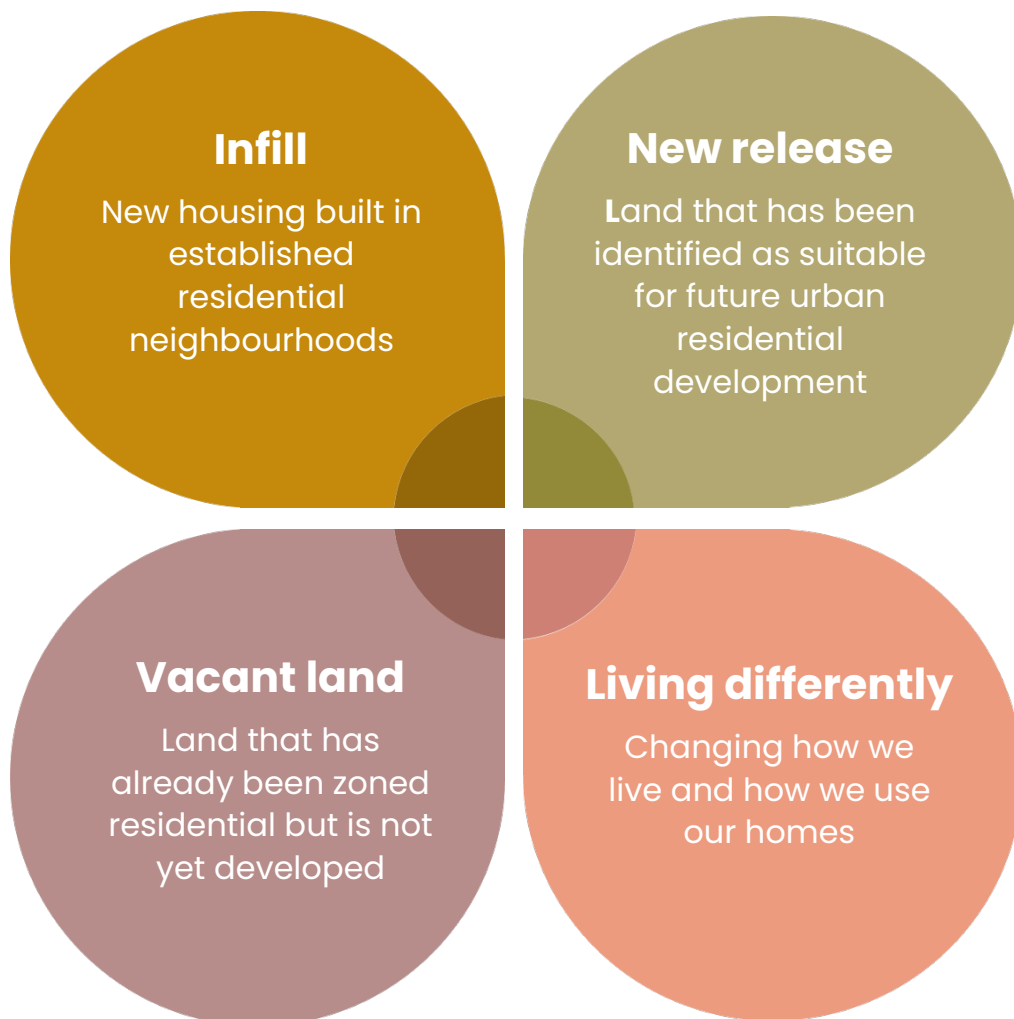 Infill
New housing built in
established
residential
neighbourhoods
New release
Land that has been
identified as suitable
for future urban
residential
development
Vacant land
Land that has
already been zoned
residential but is not
yet developed
Living differently
Changing how we
live and how we use
our homes